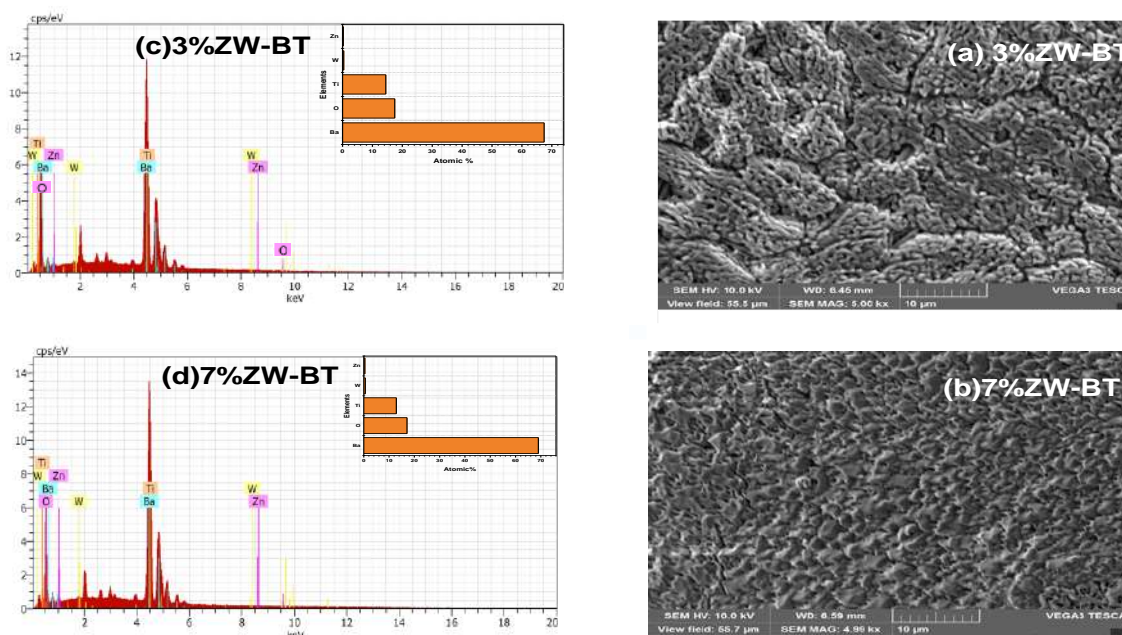 cps/eV
(c)3%ZW-BT
12
10
8
6
4
2
0
Ti
W Zn W
Ba
O
Ti
Ba
W
Zn
O
2 4 6 8 10 12 14 16 18 20
keV
Elements
Zn
W
Ti
O
Ba
0 10 20 30 40 50 60 70
Atomic %
(a) 3%ZW-BT
SEM HV: 10.0 kV WD: 6.45 mm VEGA3 TESC
View field: 55.5 µm SEM MAG: 5.00 kx 10 µm
cps/eV
(d)7%ZW-BT
14
12
10
8
6
4
2
0
Ti
W Zn
Ba
O W
Ti
Ba
W
Zn
2 4 6 8 10 12 14 16 18 20
keV
Elements
Zn
W
Ti
O
Ba
0 10 20 30 40 50 60 70
Atomic%
(b)7%ZW-BT
SEM HV: 10.0 kV WD: 6.59 mm VEGA3 TESCA
View field: 55.7 µm SEM MAG: 4.98 kx 10 µm